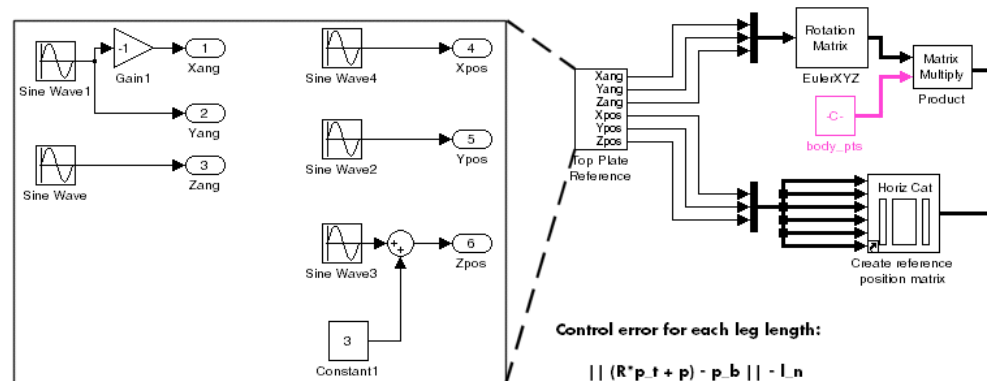 -1
Gain1
Sine Wave1
1
Xang
2
Yang
Sine Wave
3
Zang
Sine Wave4
4
Xpos
Sine Wave2
5
Ypos
Sine Wave3
+
+
6
Zpos
3
Constant1
Xang
Yang
Zang
Xpos
Ypos
Zpos
Top Plate
Reference
Rotation
Matrix
EulerXYZ
-C-
body_pts
Matrix
Multiply
Product
Horiz Cat
Create reference
position matrix
Control error for each leg length:
|| (R*p_t + p) - p_b || - l_n